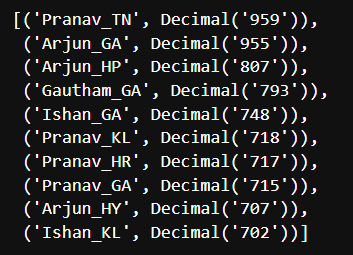 [('Pranav_TN', Decimal('959')),
('Arjun_GA', Decimal('955')),
('Arjun_HP', Decimal('807')),
('Gautham_GA', Decimal('793')),
('Ishan_GA', Decimal('748')),
('Pranav_KL', Decimal('718')),
('Pranav_HR', Decimal('717')),
('Pranav_GA', Decimal('715')),
('Arjun_HY', Decimal('707')),
('Ishan_KL', Decimal('702'))]